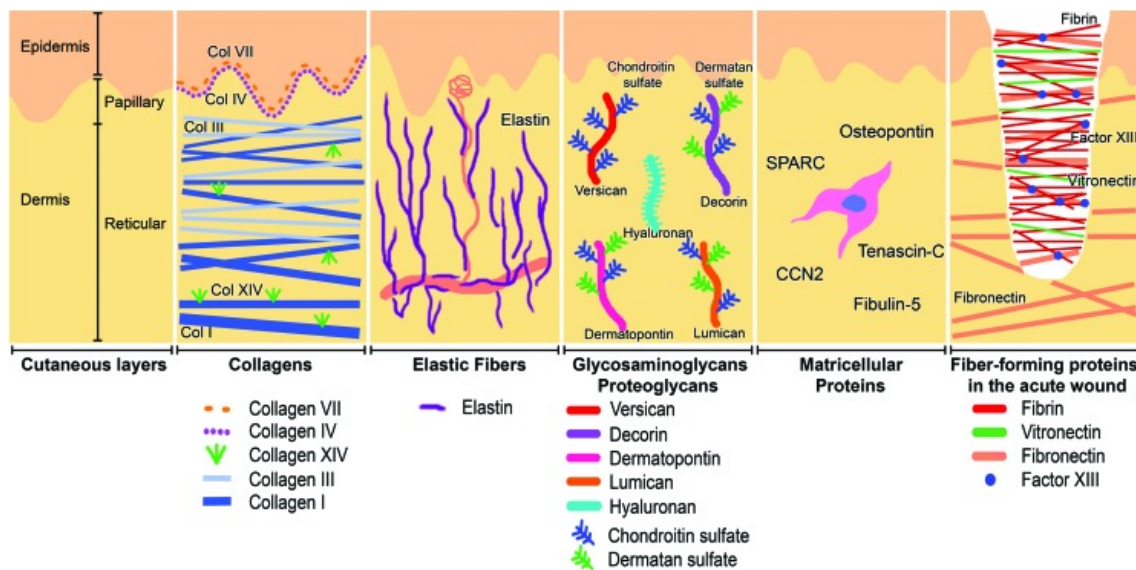 Epidermis
Papillary
Dermis
Reticular
Col VII
Col IV
Col III
Col XIV
Col I
Elastin
Chondroitin
sulfate
Dermatan
sulfate
Versican
Decorin
Hyaluronan
Dermatopontin
Lumican
Osteopontin
SPARC
Tenascin-C
CCN2
Fibulin-5
Fibrin
Factor XIII
Vitronectin
Fibronectin
Cutaneous layers
Collagens
Elastic Fibers
Glycosaminoglycans
Proteoglycans
Matricellular
Proteins
Fiber-forming proteins
in the acute wound
Collagen VII
Collagen IV
Collagen XIV
Collagen III
Collagen I
Elastin
Versican
Decorin
Dermatopontin
Lumican
Hyaluronan
Chondroitin sulfate
Dermatan sulfate
Fibrin
Vitronectin
Fibronectin
Factor XIII